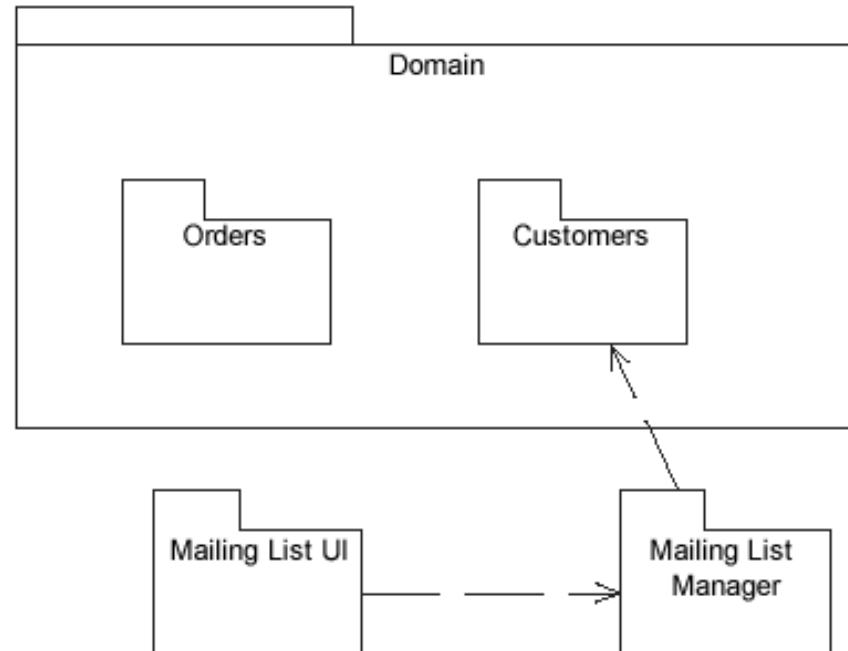 Domain
Orders
Customers
Mailing List UI
Mailing List
Manager